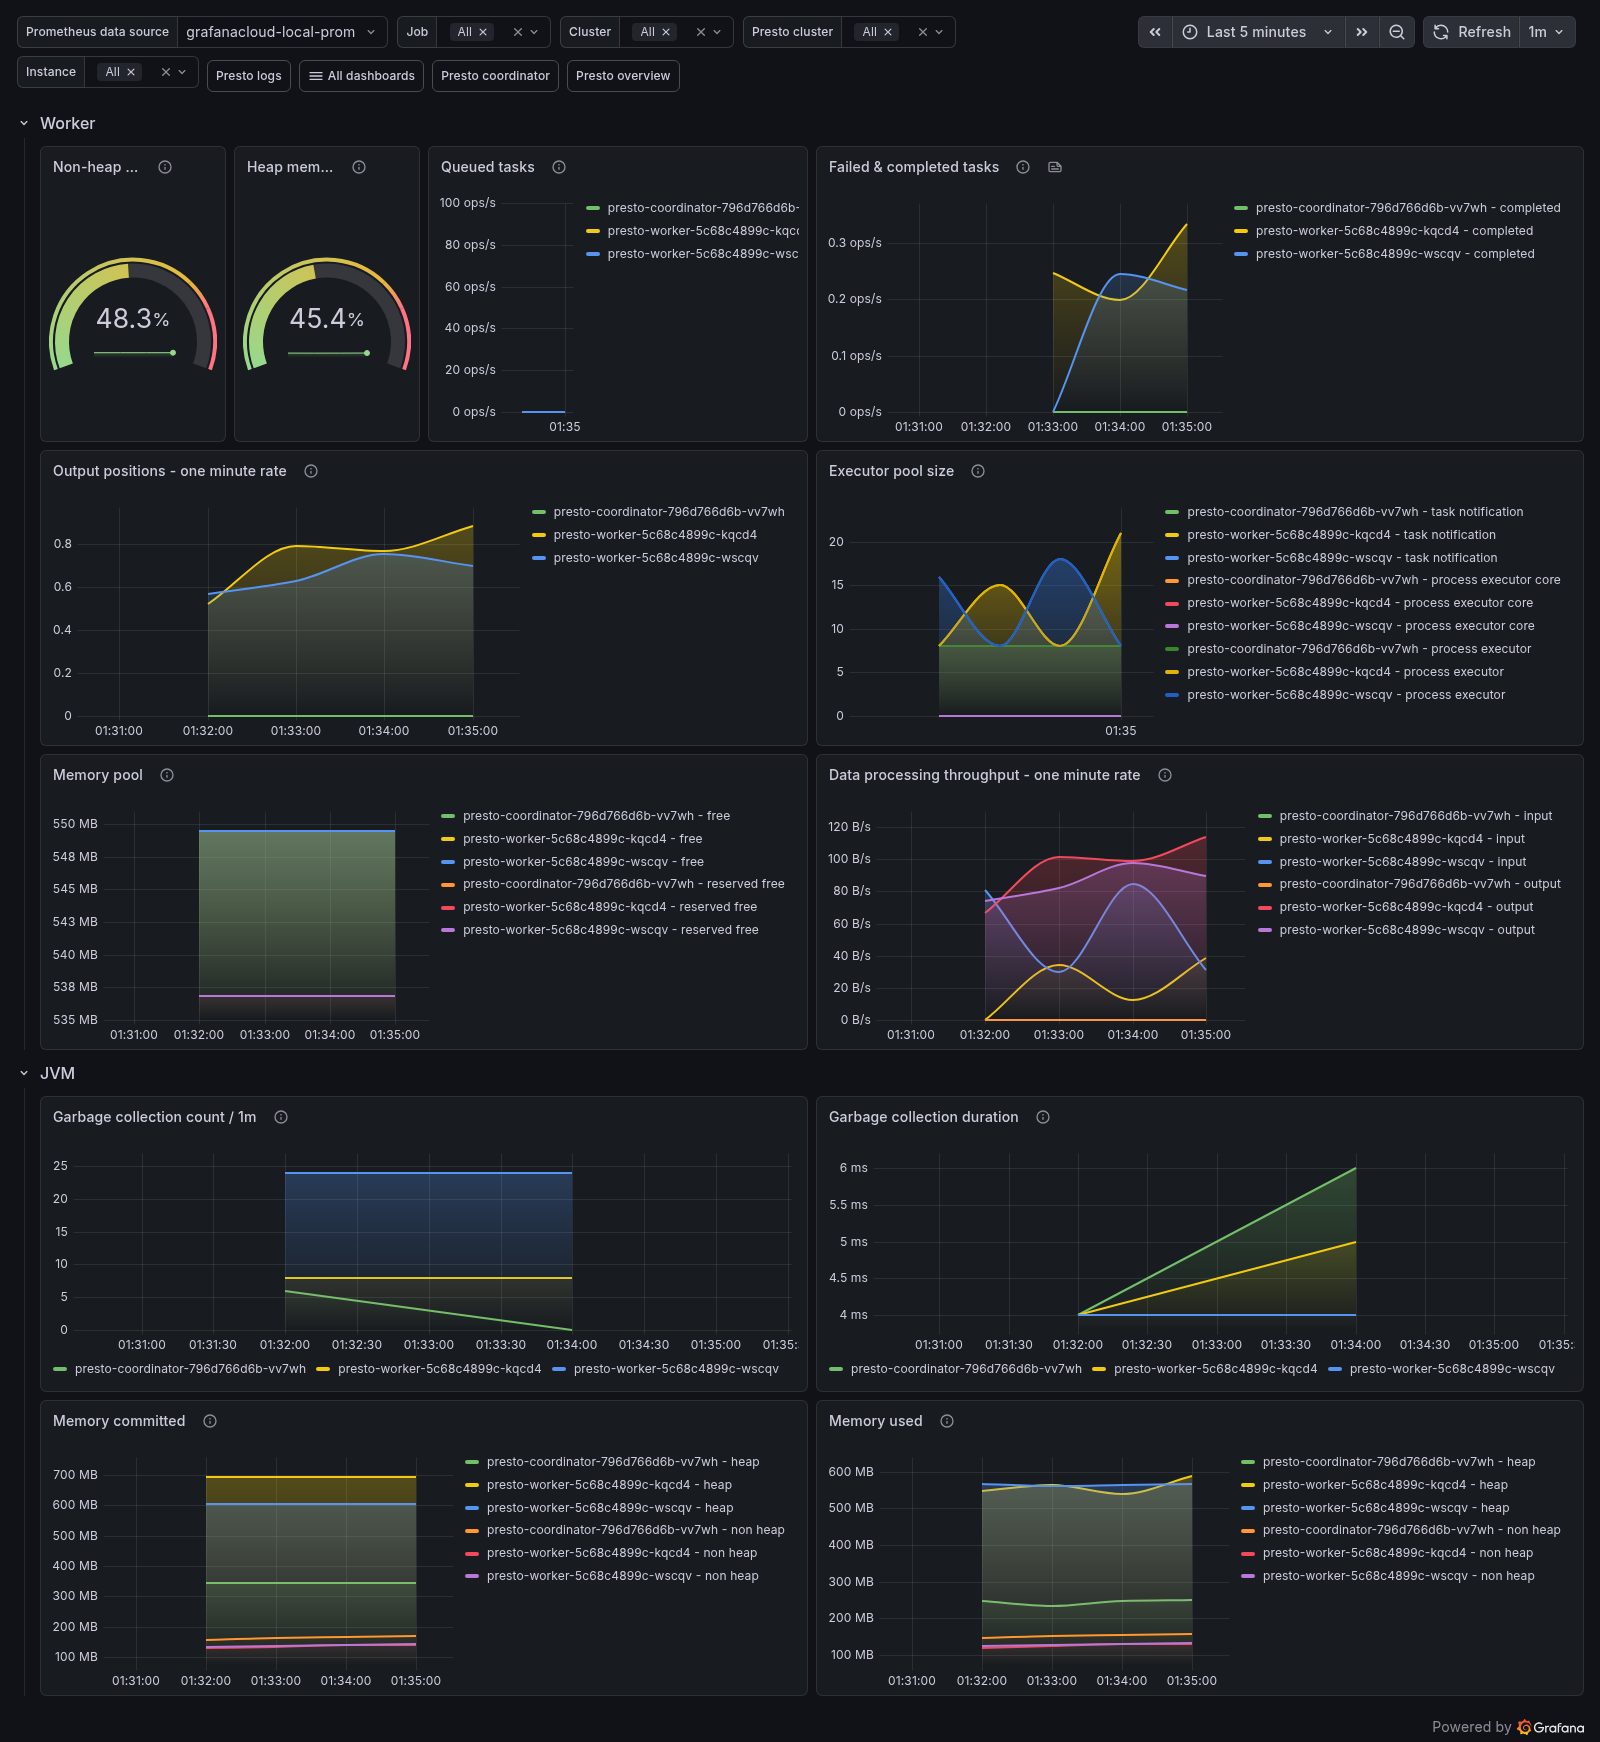 Prometheus data source grafanacloud-local-prom Job All Cluster All Presto cluster All Last 5 minutes Refresh 1m
Instance All Presto logs All dashboards Presto coordinator Presto overview
Worker
Non-heap ...
48.3%
Heap mem...
45.4%
Queued tasks
100 ops/s
80 ops/s
60 ops/s
40 ops/s
20 ops/s
0 ops/s
01:35
presto-coordinator-796d766d6b-
presto-worker-5c68c4899c-kqcc
presto-worker-5c68c4899c-wsc
Failed & completed tasks
0.3 ops/s
0.2 ops/s
0.1 ops/s
0 ops/s
01:31:00 01:32:00 01:33:00 01:34:00 01:35:00
presto-coordinator-796d766d6b-vv7wh - completed
presto-worker-5c68c4899c-kqcd4 - completed
presto-worker-5c68c4899c-wscqv - completed
Output positions - one minute rate
0.8
0.6
0.4
0.2
0
01:31:00 01:32:00 01:33:00 01:34:00 01:35:00
presto-coordinator-796d766d6b-vv7wh
presto-worker-5c68c4899c-kqcd4
presto-worker-5c68c4899c-wscqv
Executor pool size
20
15
10
5
0
01:35
presto-coordinator-796d766d6b-vv7wh - task notification
presto-worker-5c68c4899c-kqcd4 - task notification
presto-worker-5c68c4899c-wscqv - task notification
presto-coordinator-796d766d6b-vv7wh - process executor core
presto-worker-5c68c4899c-kqcd4 - process executor core
presto-worker-5c68c4899c-wscqv - process executor core
presto-coordinator-796d766d6b-vv7wh - process executor
presto-worker-5c68c4899c-kqcd4 - process executor
presto-worker-5c68c4899c-wscqv - process executor
Memory pool
550 MB
548 MB
545 MB
543 MB
540 MB
538 MB
535 MB
01:31:00 01:32:00 01:33:00 01:34:00 01:35:00
presto-coordinator-796d766d6b-vv7wh - free
presto-worker-5c68c4899c-kqcd4 - free
presto-worker-5c68c4899c-wscqv - free
presto-coordinator-796d766d6b-vv7wh - reserved free
presto-worker-5c68c4899c-kqcd4 - reserved free
presto-worker-5c68c4899c-wscqv - reserved free
Data processing throughput - one minute rate
120 B/s
100 B/s
80 B/s
60 B/s
40 B/s
20 B/s
0 B/s
01:31:00 01:32:00 01:33:00 01:34:00 01:35:00
presto-coordinator-796d766d6b-vv7wh - input
presto-worker-5c68c4899c-kqcd4 - input
presto-worker-5c68c4899c-wscqv - input
presto-coordinator-796d766d6b-vv7wh - output
presto-worker-5c68c4899c-kqcd4 - output
presto-worker-5c68c4899c-wscqv - output
JVM
Garbage collection count / 1m
25
20
15
10
5
0
01:31:00 01:31:30 01:32:00 01:32:30 01:33:00 01:33:30 01:34:00 01:34:30 01:35:00 01:35:
presto-coordinator-796d766d6b-vv7wh presto-worker-5c68c4899c-kqcd4 presto-worker-5c68c4899c-wscqv
Garbage collection duration
6 ms
5.5 ms
5 ms
4.5 ms
4 ms
01:31:00 01:31:30 01:32:00 01:32:30 01:33:00 01:33:30 01:34:00 01:34:30 01:35:00 01:35:
presto-coordinator-796d766d6b-vv7wh presto-worker-5c68c4899c-kqcd4 presto-worker-5c68c4899c-wscqv
Memory committed
700 MB
600 MB
500 MB
400 MB
300 MB
200 MB
100 MB
01:31:00 01:32:00 01:33:00 01:34:00 01:35:00
presto-coordinator-796d766d6b-vv7wh - heap
presto-worker-5c68c4899c-kqcd4 - heap
presto-worker-5c68c4899c-wscqv - heap
presto-coordinator-796d766d6b-vv7wh - non heap
presto-worker-5c68c4899c-kqcd4 - non heap
presto-worker-5c68c4899c-wscqv - non heap
Memory used
600 MB
500 MB
400 MB
300 MB
200 MB
100 MB
01:31:00 01:32:00 01:33:00 01:34:00 01:35:00
presto-coordinator-796d766d6b-vv7wh - heap
presto-worker-5c68c4899c-kqcd4 - heap
presto-worker-5c68c4899c-wscqv - heap
presto-coordinator-796d766d6b-vv7wh - non heap
presto-worker-5c68c4899c-kqcd4 - non heap
presto-worker-5c68c4899c-wscqv - non heap
Powered by Grafana